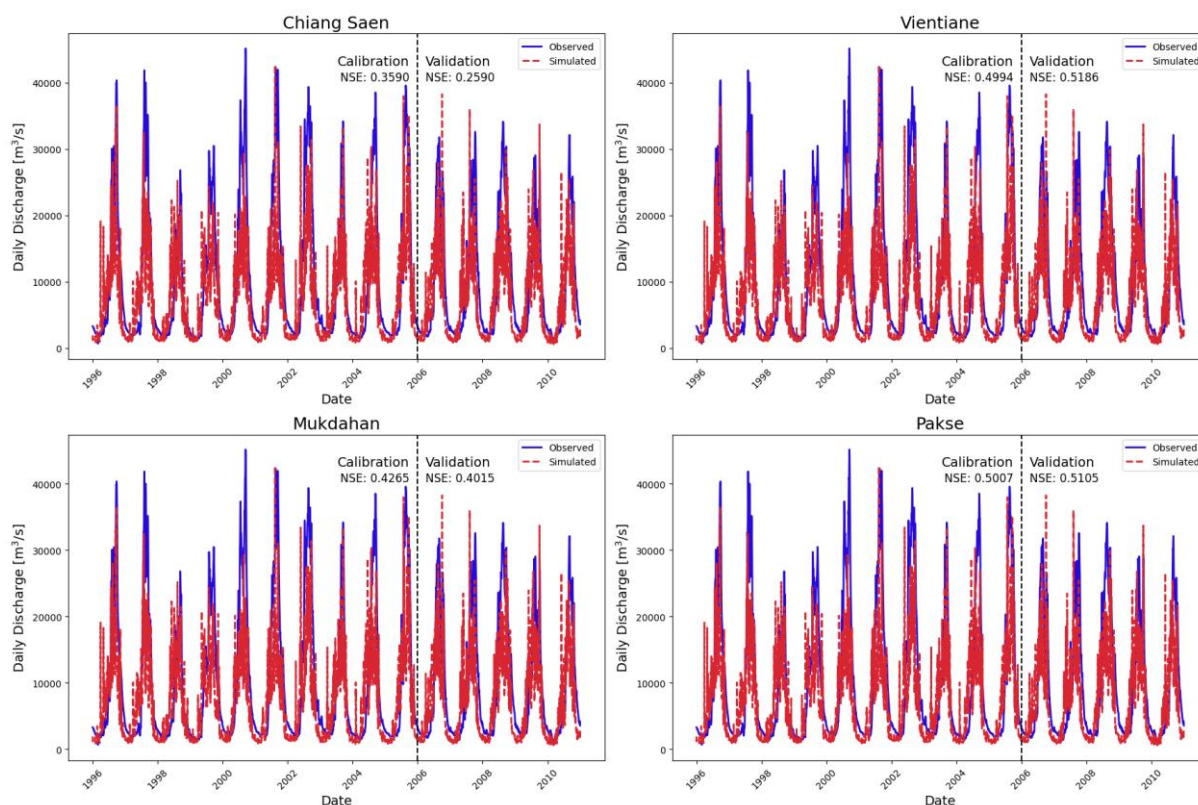 Chiang Saen
Observed
Simulated
Calibration
NSE: 0.3590
Validation
NSE: 0.2590
Daily Discharge [m³/s]
40000
30000
20000
10000
0
1996
1998
2000
2002
2004
2006
2008
2010
Date
Vientiane
Observed
Simulated
Calibration
NSE: 0.4994
Validation
NSE: 0.5186
Daily Discharge [m³/s]
40000
30000
20000
10000
0
1996
1998
2000
2002
2004
2006
2008
2010
Date
Mukdahan
Observed
Simulated
Calibration
NSE: 0.4265
Validation
NSE: 0.4015
Daily Discharge [m³/s]
40000
30000
20000
10000
0
1996
1998
2000
2002
2004
2006
2008
2010
Date
Pakse
Observed
Simulated
Calibration
NSE: 0.5007
Validation
NSE: 0.5105
Daily Discharge [m³/s]
40000
30000
20000
10000
0
1996
1998
2000
2002
2004
2006
2008
2010
Date